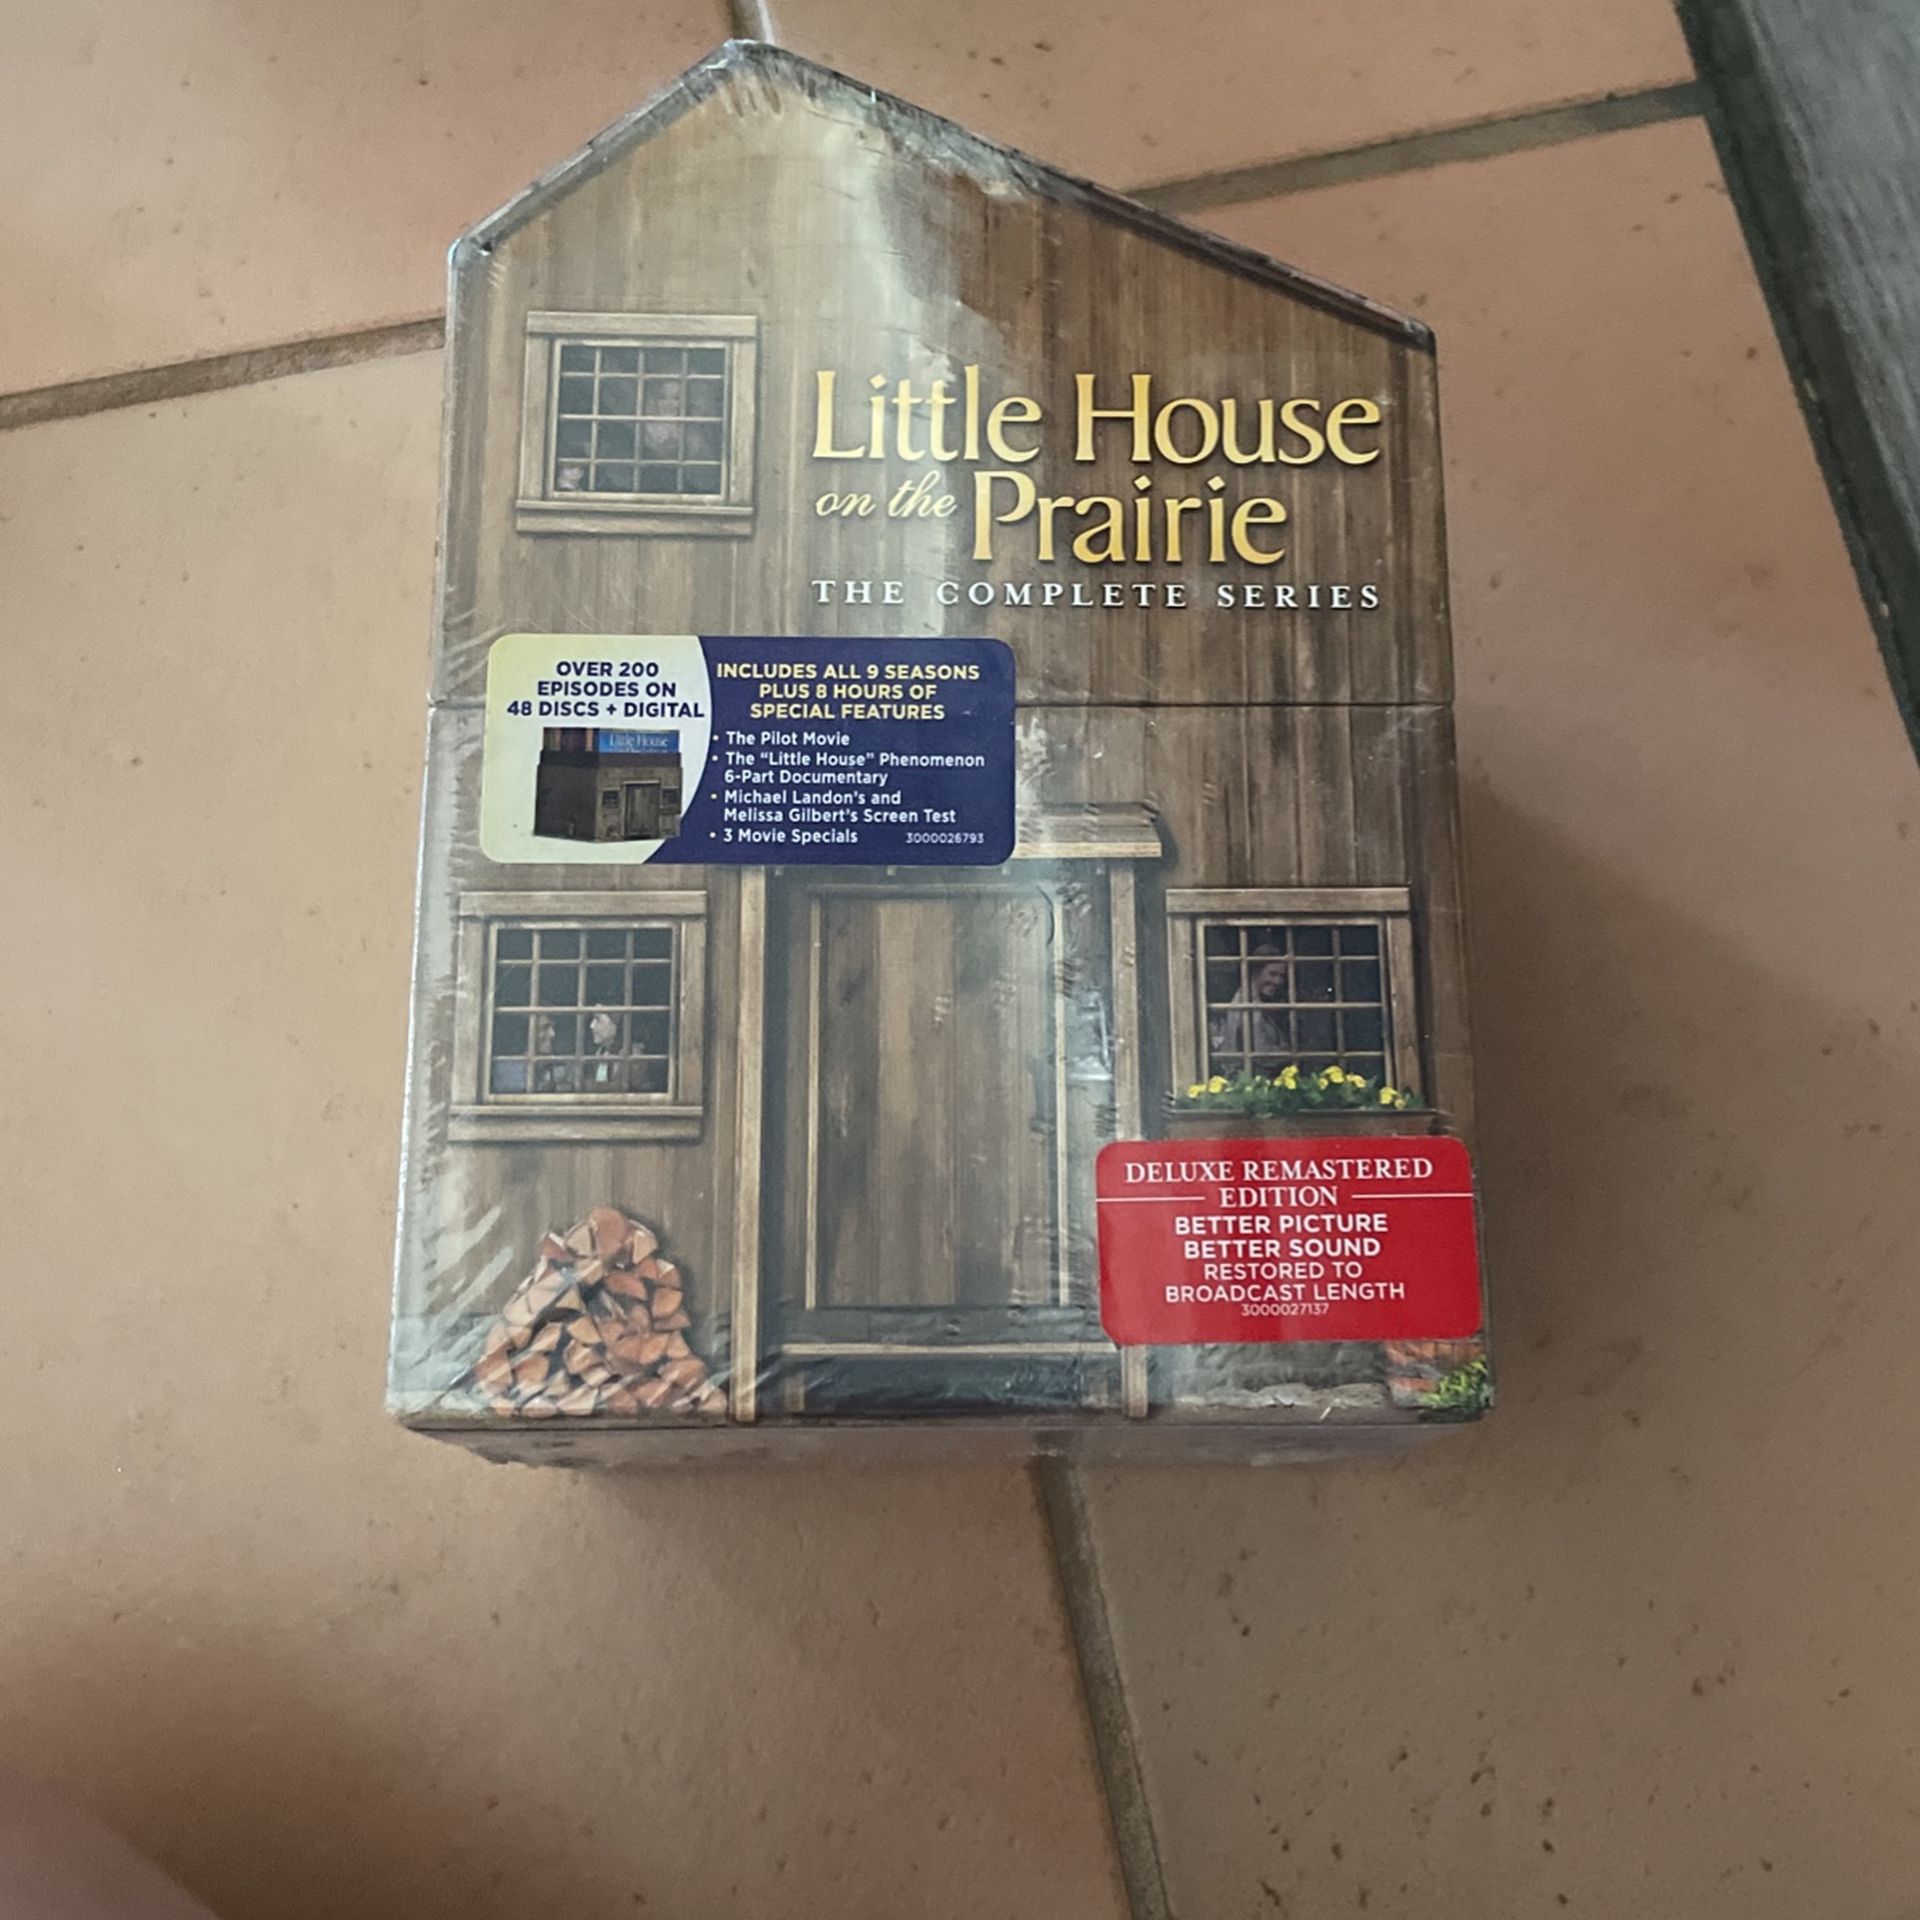 Little House
on the Prairie
THE COMPLETE SERIES
OVER 200
EPISODES ON
48 DISCS + DIGITAL
Little House
INCLUDES ALL 9 SEASONS
PLUS 8 HOURS OF
SPECIAL FEATURES
• The Pilot Movie
• The "Little House" Phenomenon
6-Part Documentary
• Michael Landon's and
Melissa Gilbert's Screen Test
• 3 Movie Specials 3000026793
DELUXE REMASTERED
EDITION
BETTER PICTURE
BETTER SOUND
RESTORED TO
BROADCAST LENGTH
3000027137